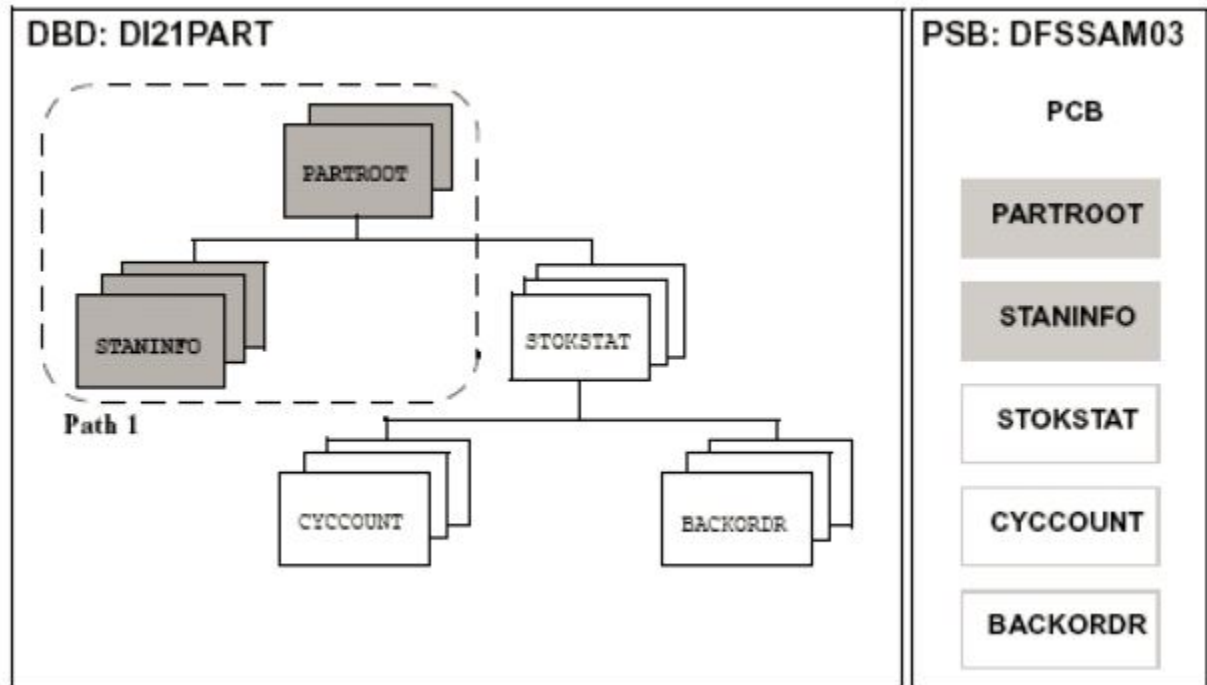 DBD: DI21PART
PARTROOT
STANINFO
STOKSTAT
Path 1
CYCCOUNT
BACKORDR
PSB: DFSSAM03
PCB
PARTROOT
STANINFO
STOKSTAT
CYCCOUNT
BACKORDR